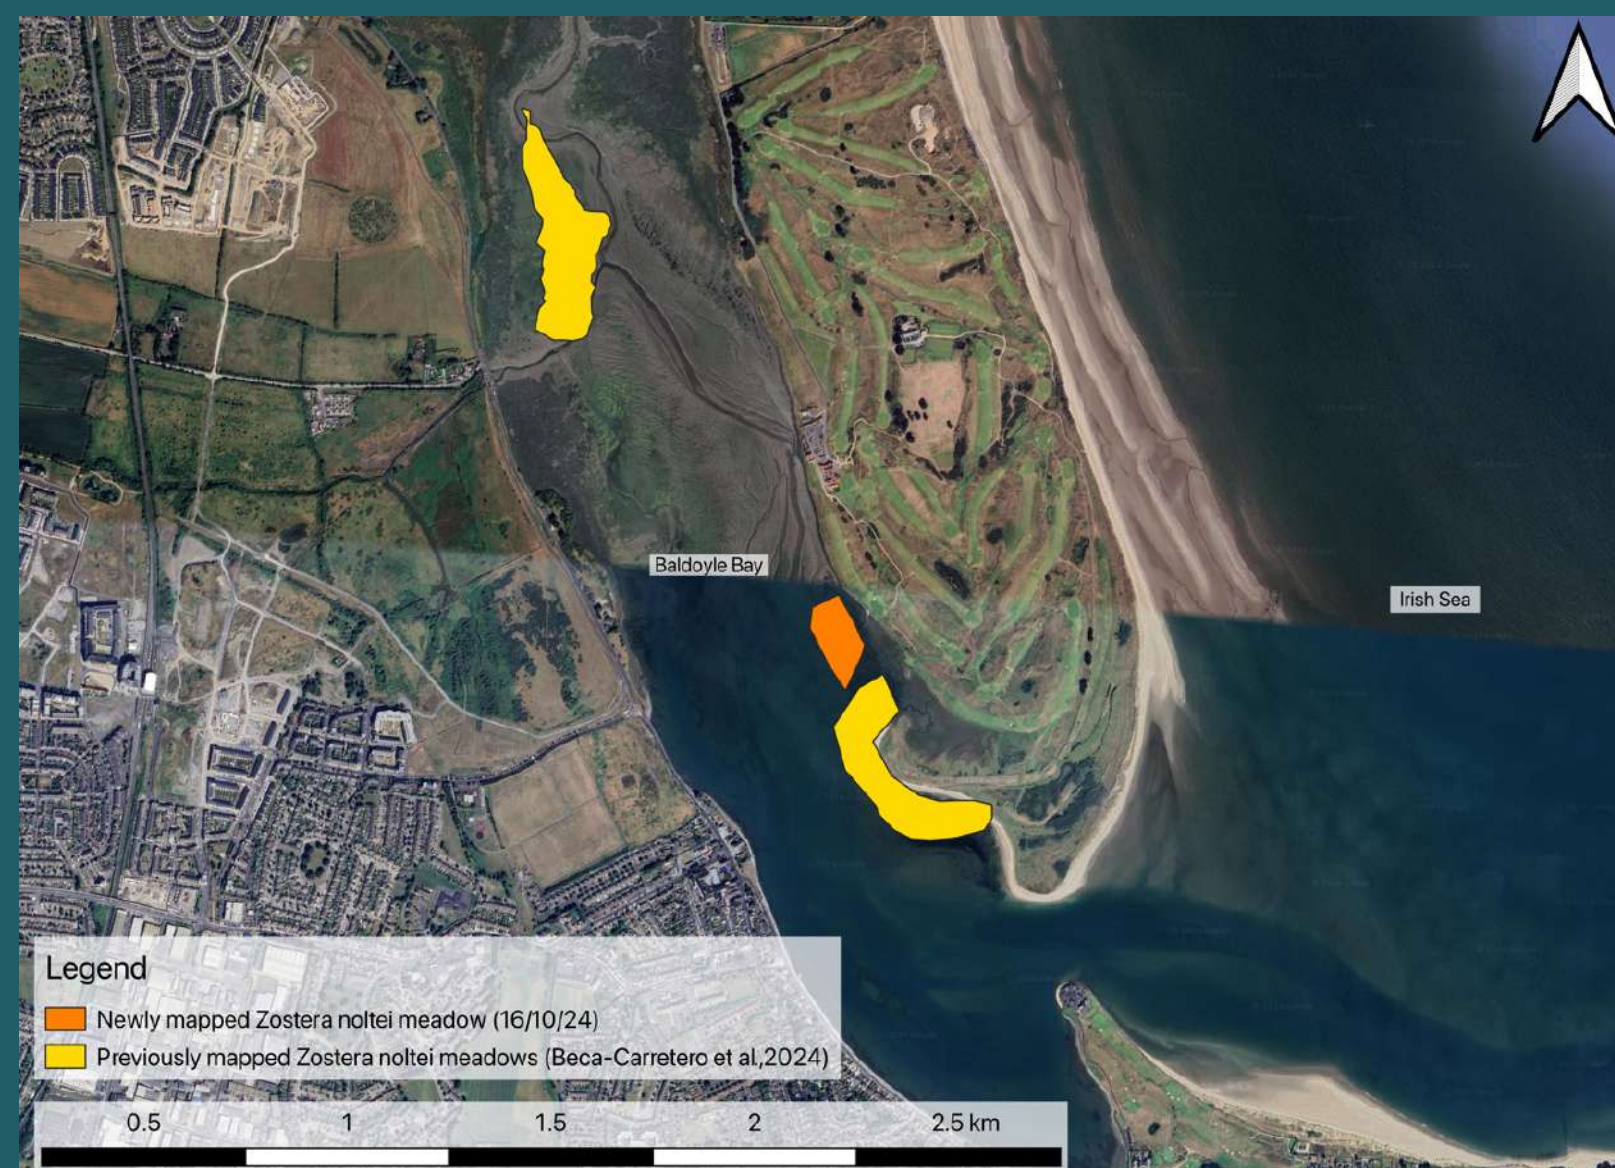 Baldoyle Bay
Irish Sea
Legend
Newly mapped Zostera noltei meadow (16/10/24)
Previously mapped Zostera noltei meadows (Beca-Carretero et al.,2024)
0.5 1 1.5 2 2.5 km